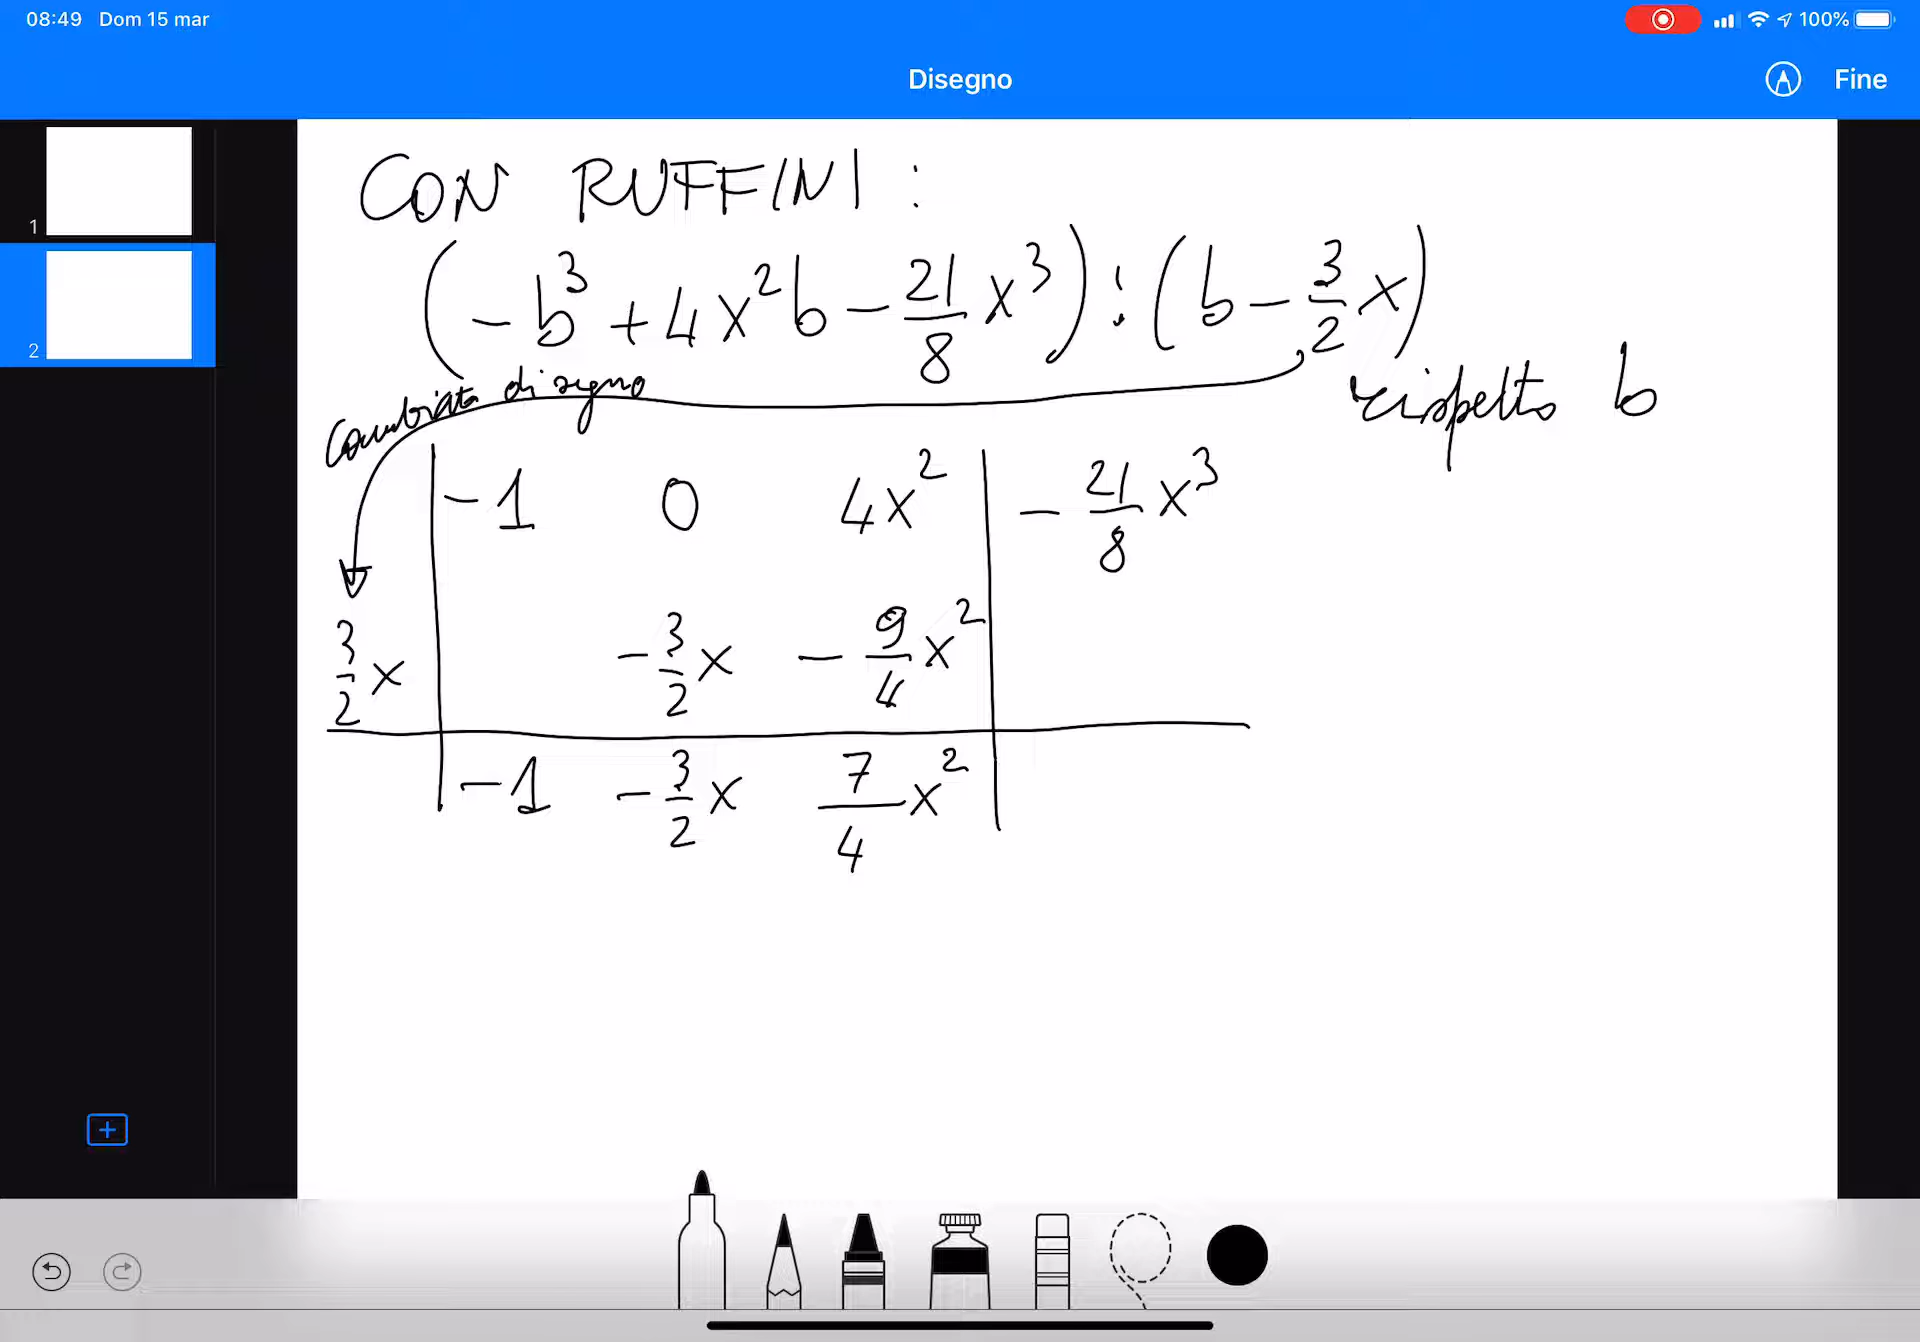 08:49 Dom 15 mar 100%
Disegno Fine
1
2
CON RUFFINI :
(-b³ + 4x²b - 21/8 x³) : (b - 3/2 x)
rispetto b
cambiato di segno
-1 0 4x² - 21/8 x³
3/2 x - 3/2 x - 9/4 x²
-1 - 3/2 x 7/4 x²